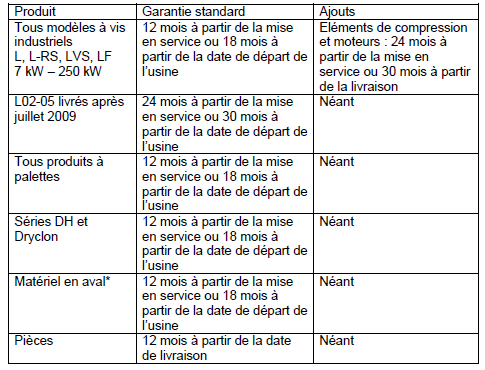 Produit Garantie standard Ajouts
Tous modèles à vis
industriels
L, L-RS, LVS, LF
7 kW – 250 kW
12 mois à partir de la mise
en service ou 18 mois à
partir de la date de départ de
l'usine
Eléments de compression
et moteurs : 24 mois à
partir de la mise en
service ou 30 mois à partir
de la livraison
L02-05 livrés après
juillet 2009
24 mois à partir de la mise
en service ou 30 mois à
partir de la date de départ de
l'usine
Néant
Tous produits à
palettes
12 mois à partir de la mise
en service ou 18 mois à
partir de la date de départ de
l'usine
Néant
Séries DH et
Dryclon
12 mois à partir de la mise
en service ou 18 mois à
partir de la date de départ de
l'usine
Néant
Matériel en aval*
12 mois à partir de la mise
en service ou 18 mois à
partir de la date de départ de
l'usine
Néant
Pièces
12 mois à partir de la date
de livraison
Néant